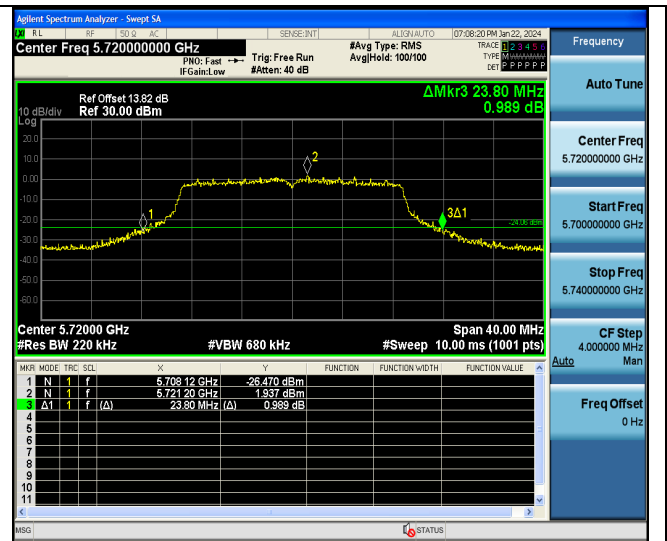 Agilent Spectrum Analyzer - Swept SA
LXI RL RF 50 Ω AC SENSE:INT ALIGN AUTO 07:08:20 PM Jan 22, 2024
Center Freq 5.720000000 GHz
PNO: Fast
IFGain:Low
Trig: Free Run
#Atten: 40 dB
#Avg Type: RMS
Avg|Hold: 100/100
TRACE 1 2 3 4 5 6
TYPE M
DET P P P P P P
Ref Offset 13.82 dB
Ref 30.00 dBm
10 dB/div
Log
ΔMkr3 23.80 MHz
0.989 dB
20.0
10.0
0.00
-10.0
-20.0
-30.0
-40.0
-50.0
-60.0
1
2
3Δ1
-24.06 dBm
Center 5.72000 GHz
Span 40.00 MHz
#Res BW 220 kHz
#VBW 680 kHz
#Sweep 10.00 ms (1001 pts)
MKR MODE TRC SCL X Y FUNCTION FUNCTION WIDTH FUNCTION VALUE
1 N 1 f 5.708 12 GHz -26.470 dBm
2 N 1 f 5.721 20 GHz 1.937 dBm
3 Δ1 1 f (Δ) 23.80 MHz (Δ) 0.989 dB
4
5
6
7
8
9
10
11
MSG
STATUS
Frequency
Auto Tune
Center Freq
5.720000000 GHz
Start Freq
5.700000000 GHz
Stop Freq
5.740000000 GHz
CF Step
4.000000 MHz
Auto Man
Freq Offset
0 Hz